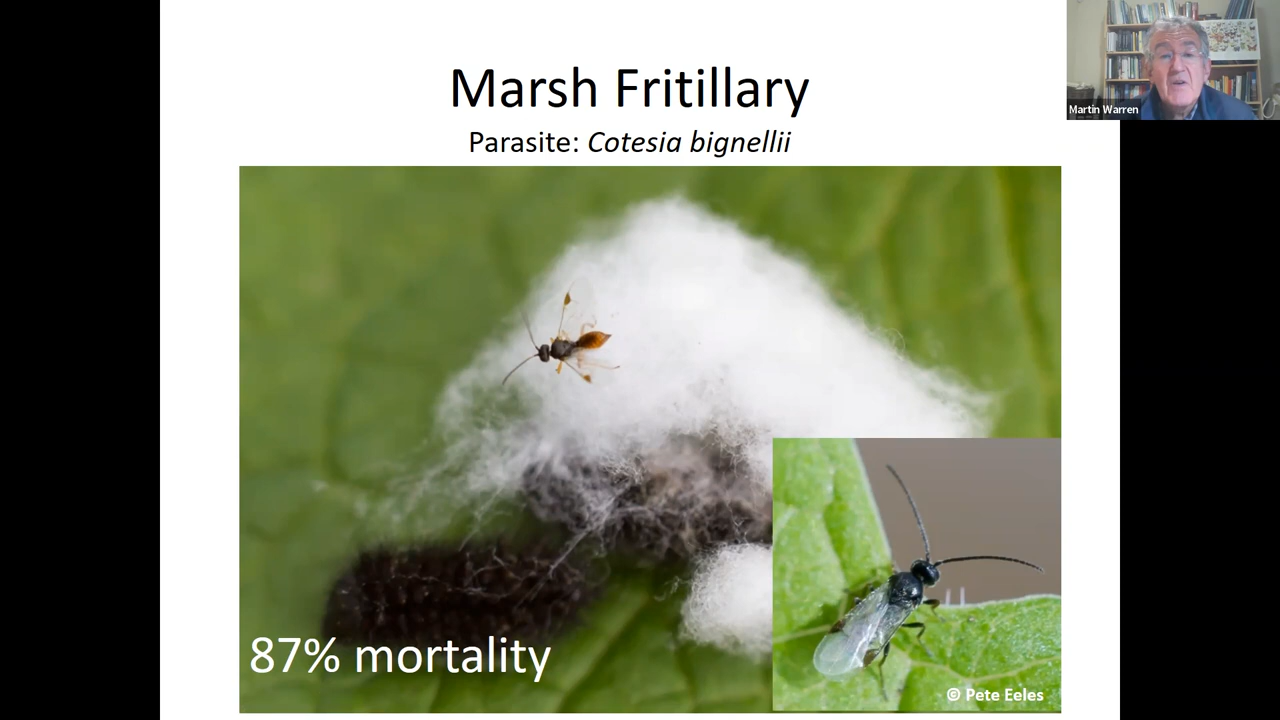 Marsh Fritillary
Parasite: Cotesia bignellii
Martin Warren
87% mortality
© Pete Eeles